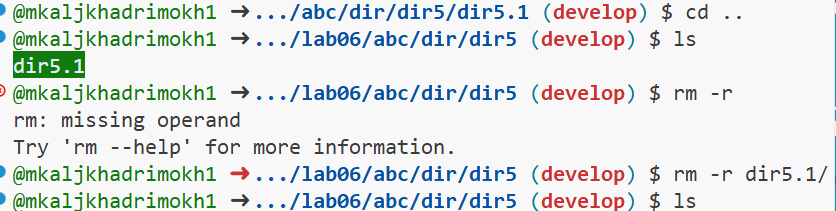 @mkaljkhadrimokh1 ➜ .../abc/dir/dir5/dir5.1 (develop) $ cd ..
@mkaljkhadrimokh1 ➜ .../lab06/abc/dir/dir5 (develop) $ ls
dir5.1
@mkaljkhadrimokh1 ➜ .../lab06/abc/dir/dir5 (develop) $ rm -r
rm: missing operand
Try 'rm --help' for more information.
@mkaljkhadrimokh1 ➜ .../lab06/abc/dir/dir5 (develop) $ rm -r dir5.1/
@mkaljkhadrimokh1 ➜ .../lab06/abc/dir/dir5 (develop) $ ls